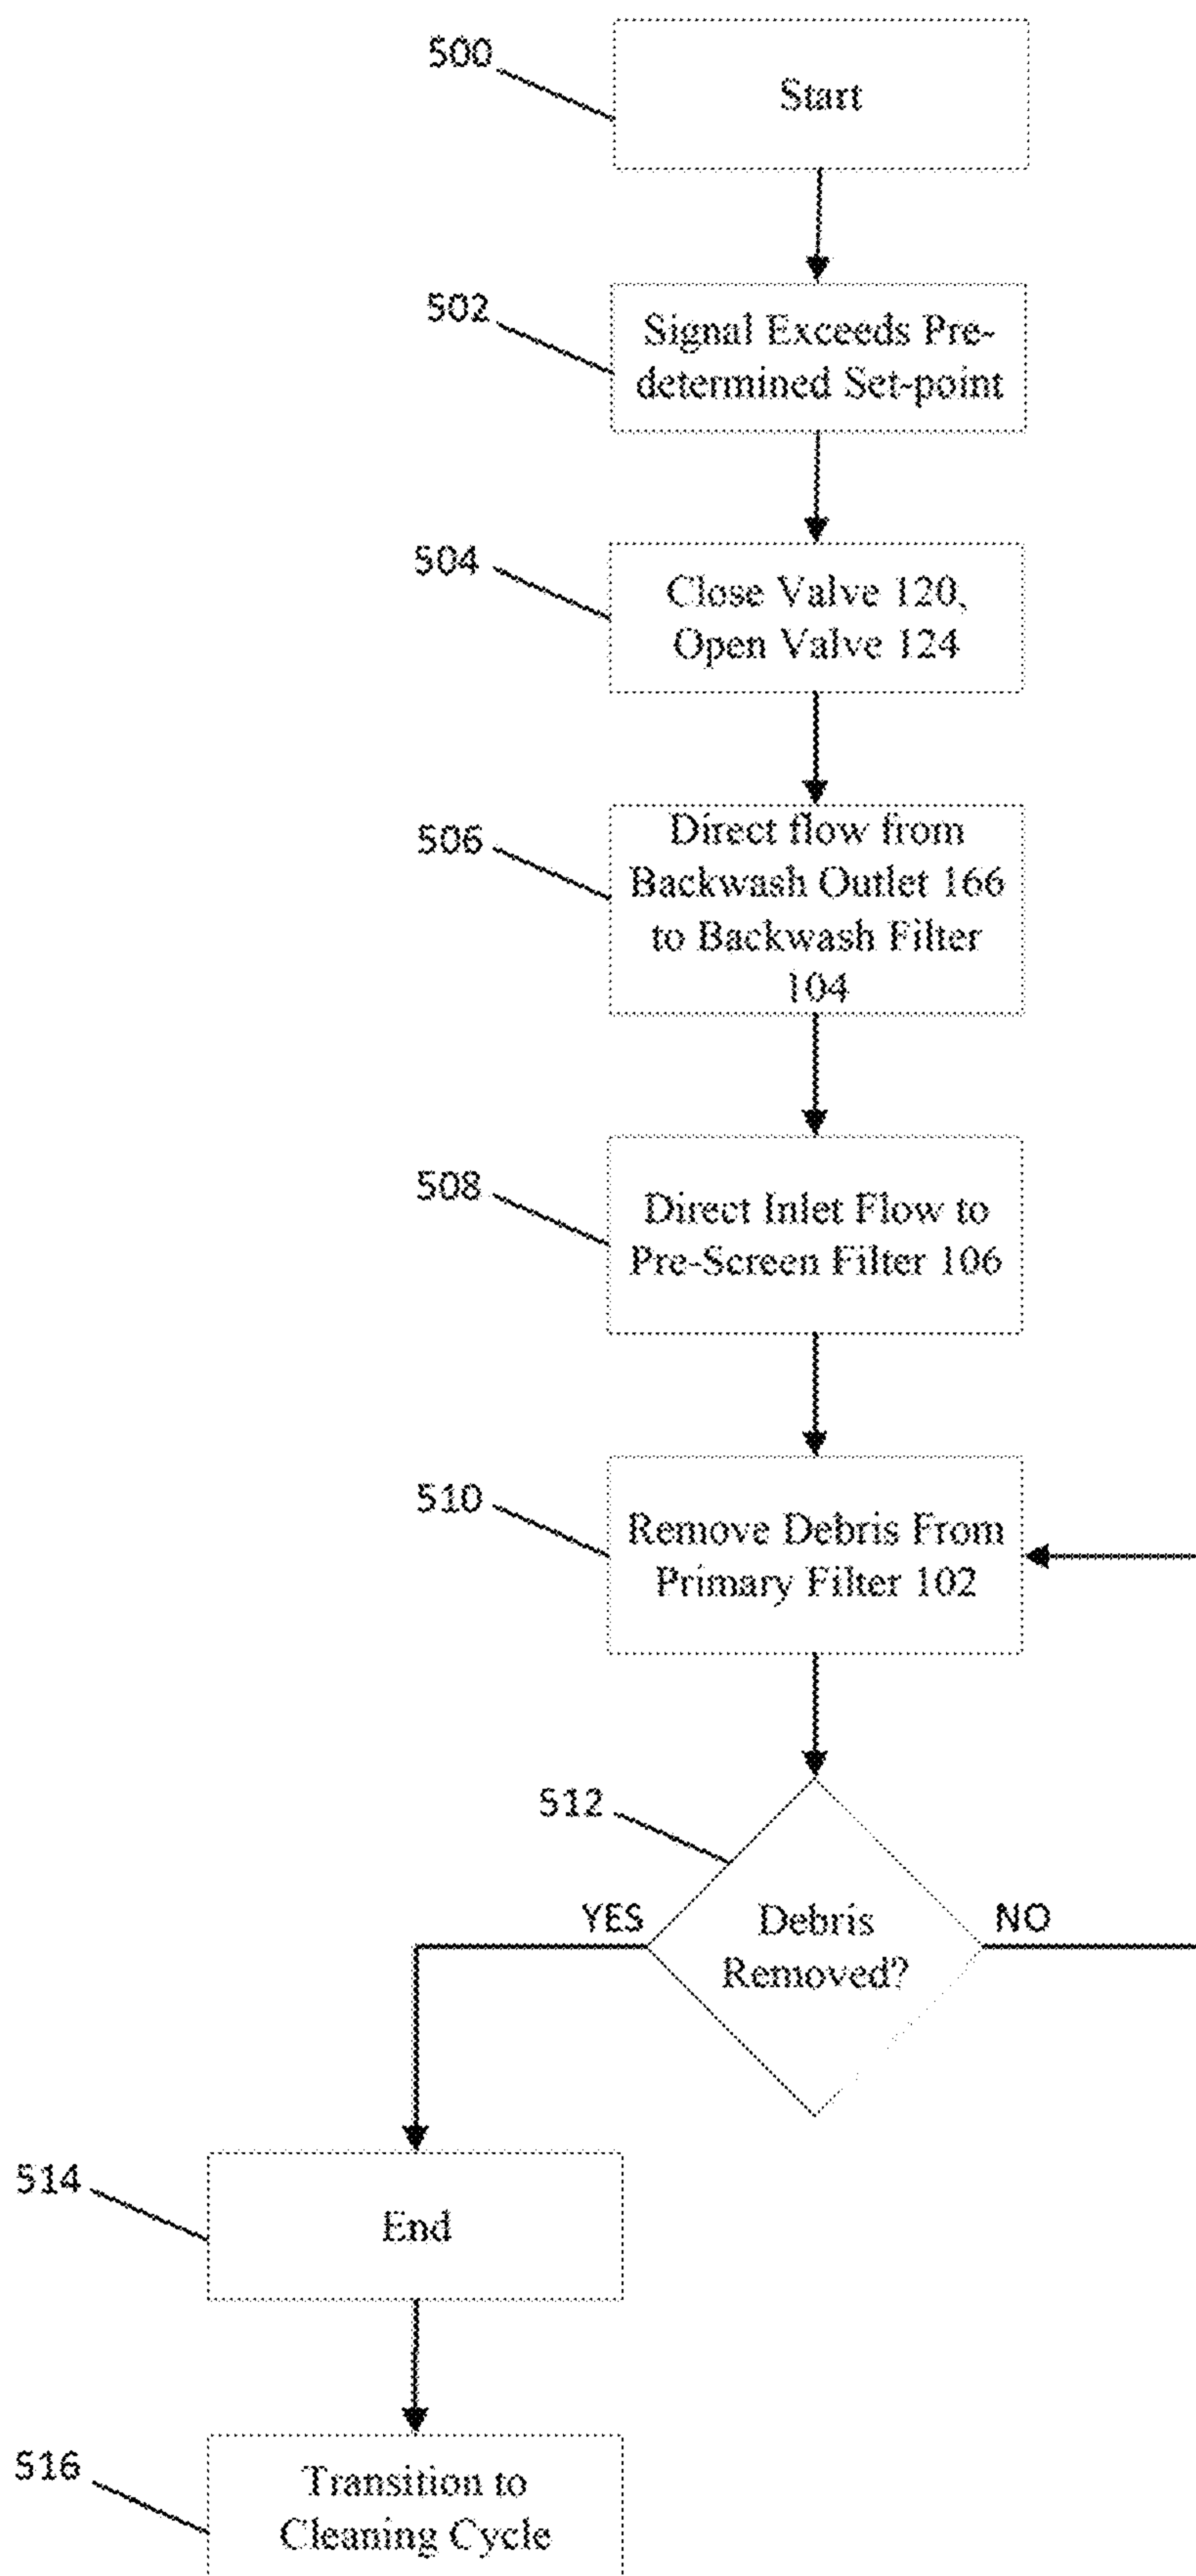 500
Start
502
Signal Exceeds Pre-
determined Set-point
504
Close Valve 120,
Open Valve 124
506
Direct flow from
Backwash Outlet 166
to Backwash Filter
104
508
Direct Inlet Flow to
Pre-Screen Filter 106
510
Remove Debris From
Primary Filter 102
512
YES
Debris
Removed?
NO
514
End
516
Transition to
Cleaning Cycle